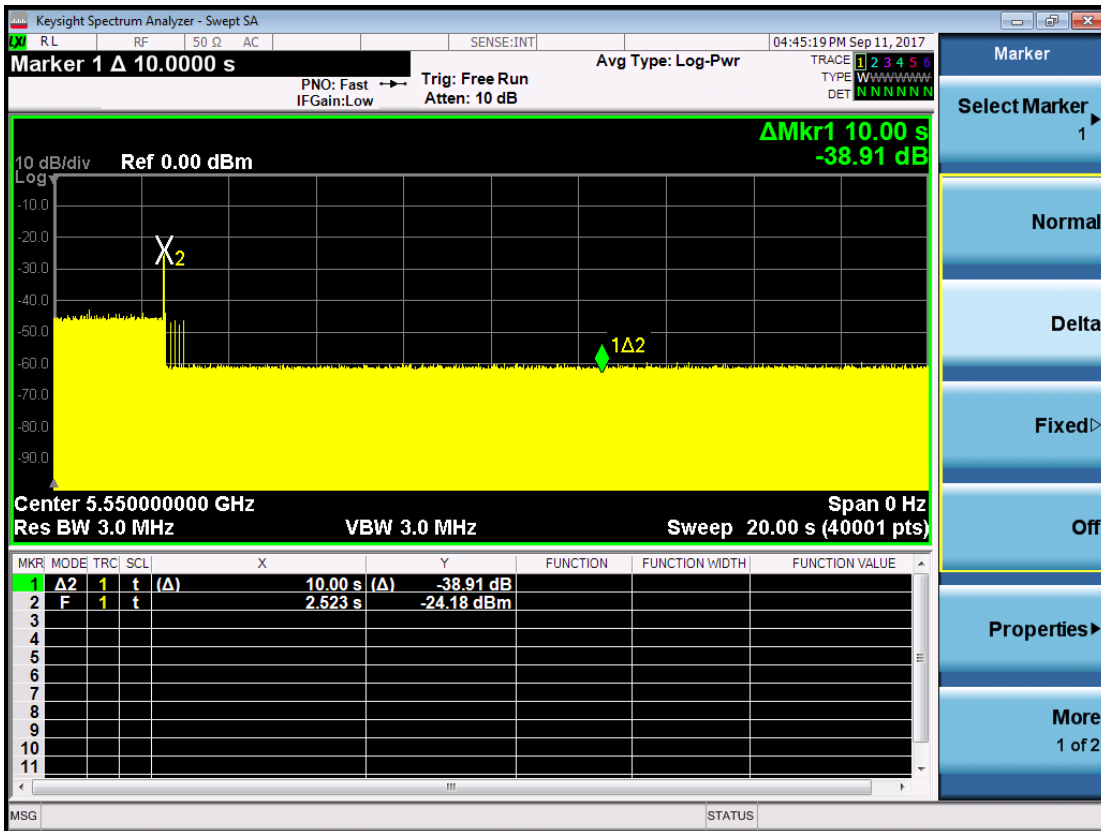 Keysight Spectrum Analyzer - Swept SA
LXI RL RF 50 Ω AC SENSE:INT 04:45:19 PM Sep 11, 2017
Marker 1 Δ 10.0000 s
PNO: Fast
IFGain:Low
Trig: Free Run
Atten: 10 dB
Avg Type: Log-Pwr
TRACE 1 2 3 4 5 6
TYPE WWWWWW
DET N N N N N N
ΔMkr1 10.00 s
-38.91 dB
10 dB/div Ref 0.00 dBm
Log
-10.0
-20.0
-30.0
-40.0
-50.0
-60.0
-70.0
-80.0
-90.0
2
1Δ2
Center 5.550000000 GHz Span 0 Hz
Res BW 3.0 MHz VBW 3.0 MHz Sweep 20.00 s (40001 pts)
MKR MODE TRC SCL X Y FUNCTION FUNCTION WIDTH FUNCTION VALUE
1 Δ2 1 t (Δ) 10.00 s (Δ) -38.91 dB
2 F 1 t 2.523 s -24.18 dBm
3
4
5
6
7
8
9
10
11
MSG STATUS
Marker
Select Marker
1
Normal
Delta
Fixed
Off
Properties
More
1 of 2